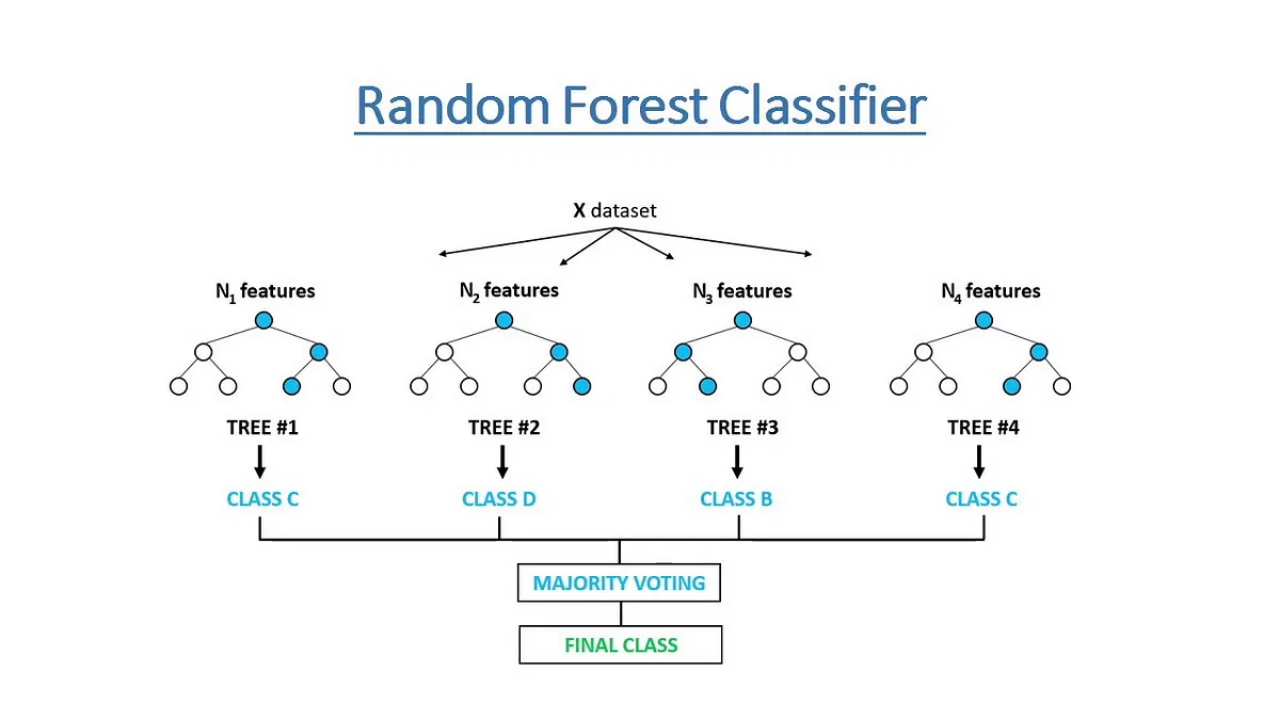 Random Forest Classifier
X dataset
N1 features N2 features N3 features N4 features
TREE #1 TREE #2 TREE #3 TREE #4
CLASS C CLASS D CLASS B CLASS C
MAJORITY VOTING
FINAL CLASS